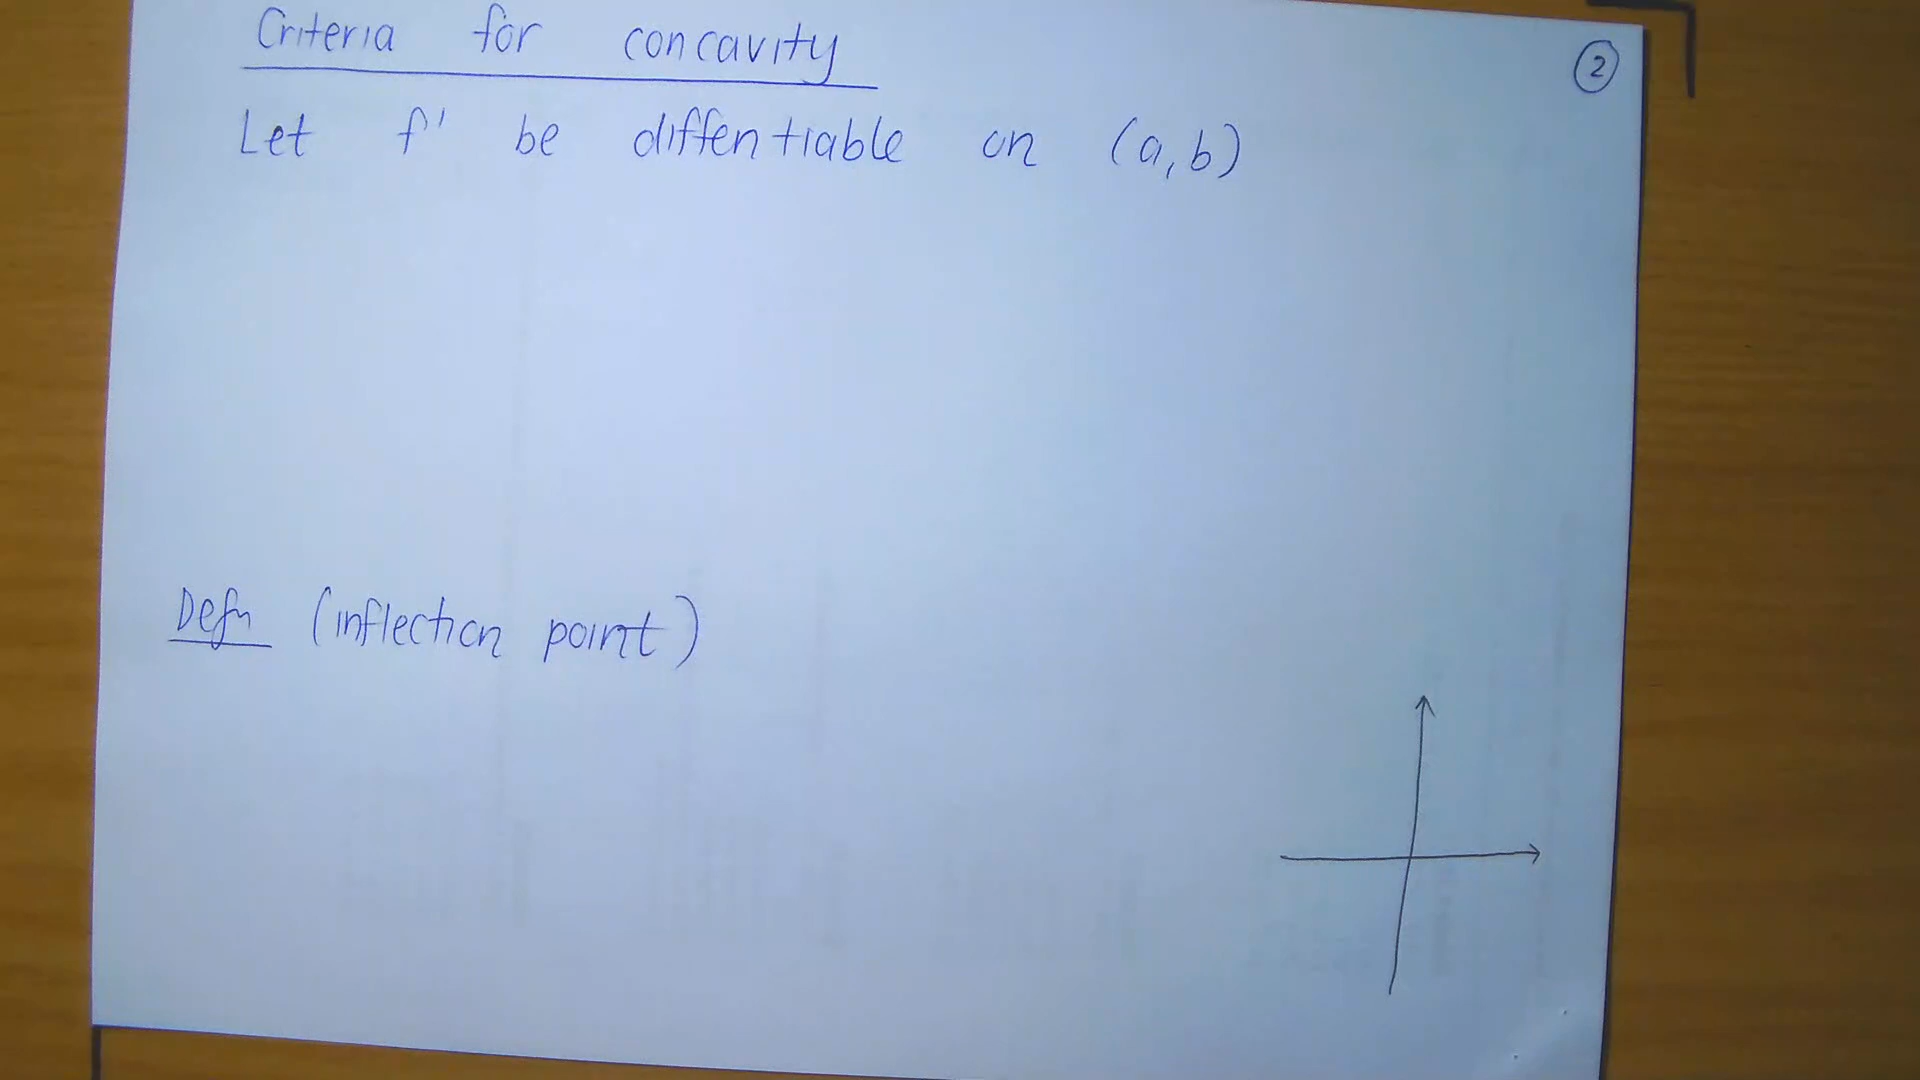 Criteria for concavity
2
Let f' be diffentiable on (a, b)
Defn (inflection point)